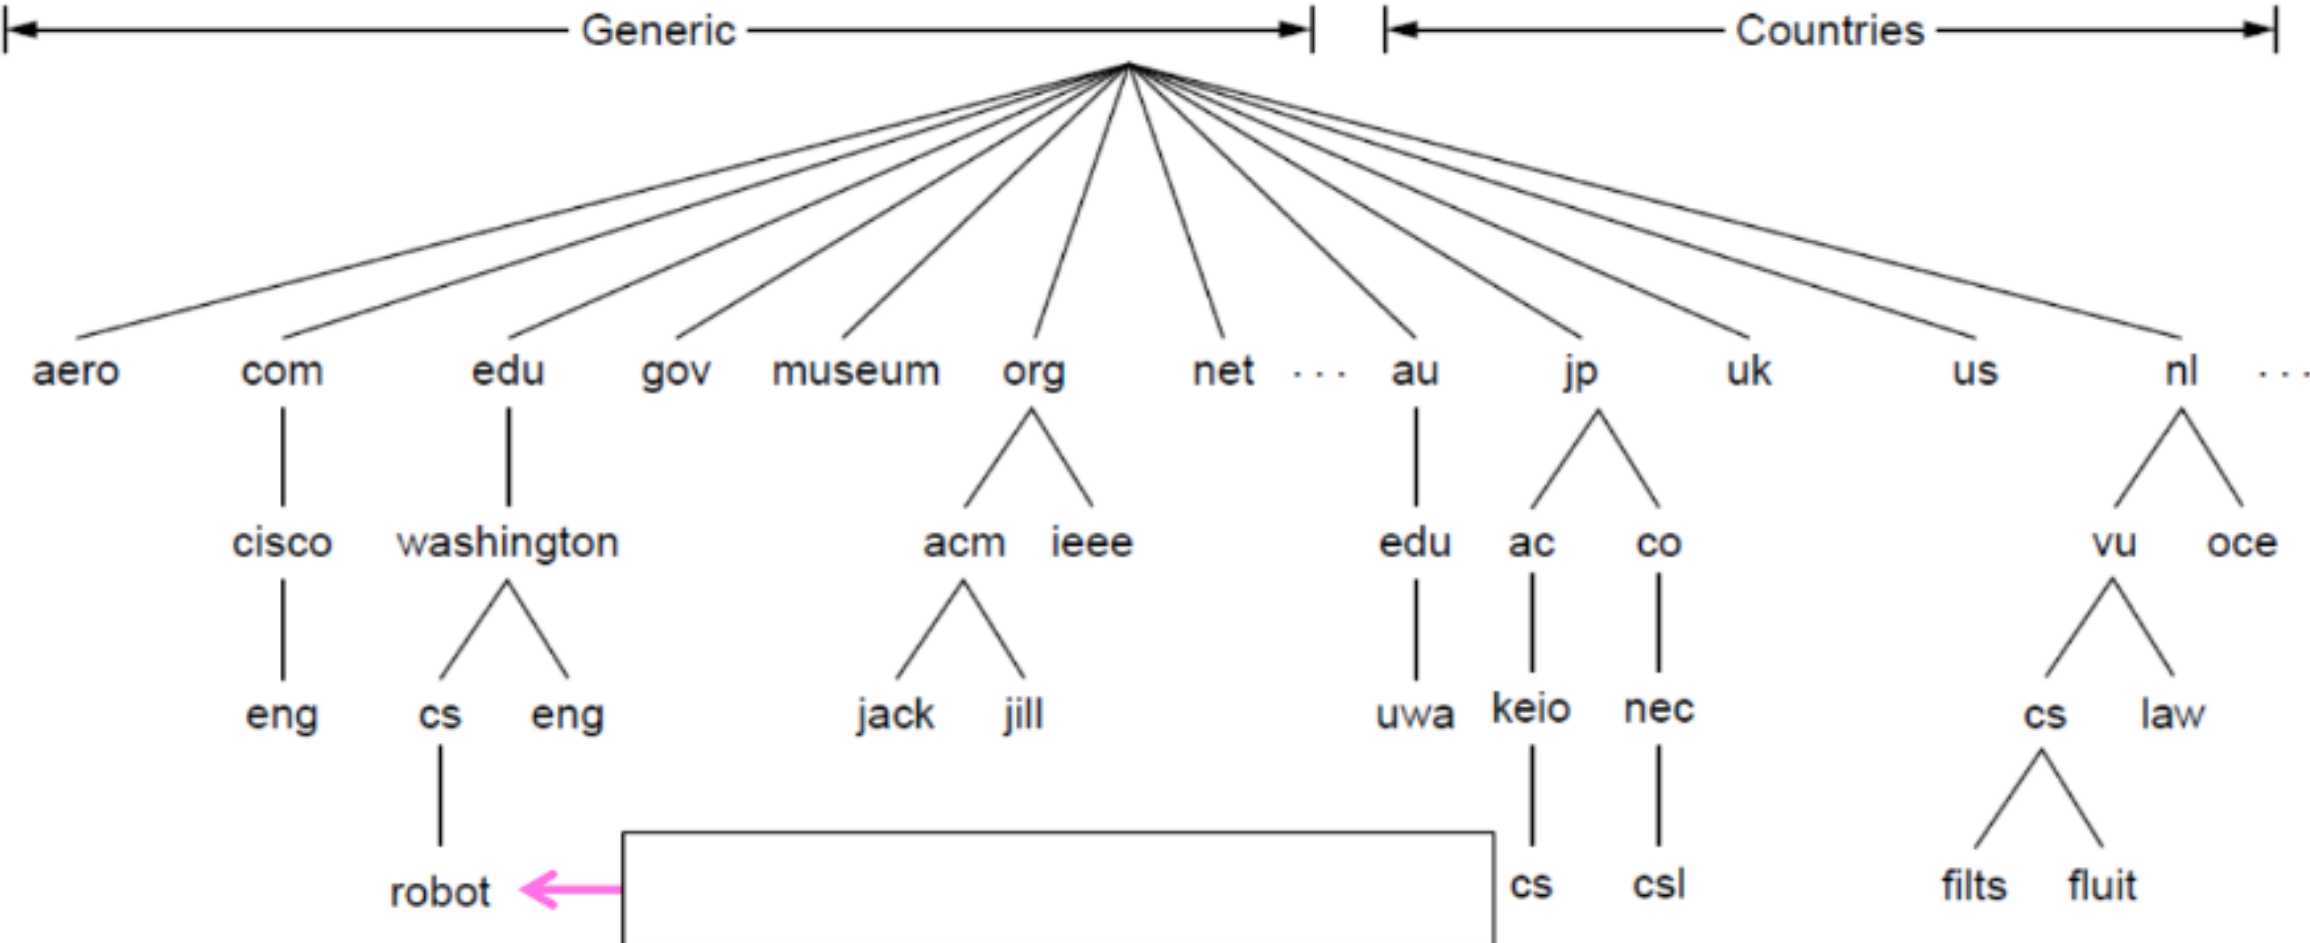 Generic Countries
aero com edu gov museum org net ... au jp uk us nl ...
cisco washington acm ieee edu ac co vu oce
eng cs eng jack jill uwa keio nec cs law
robot cs csl filts fluit